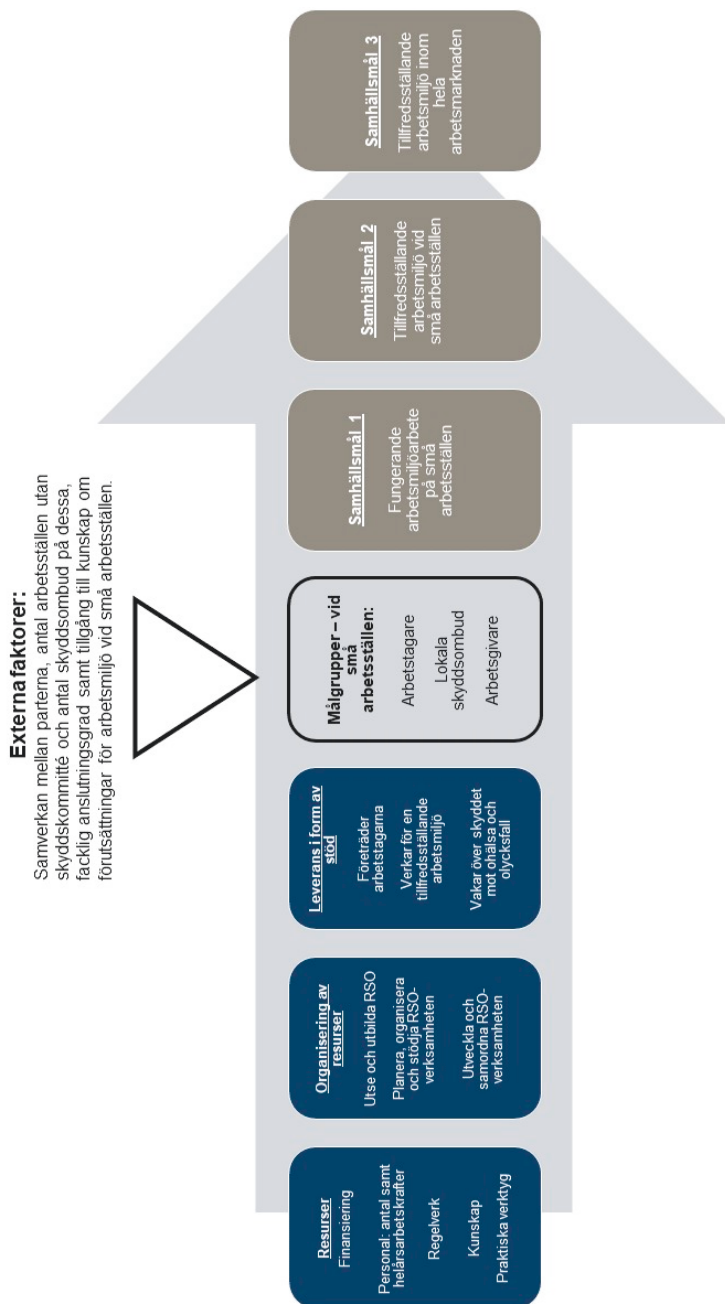 Externa faktorer:
Samverkan mellan parterna, antal arbetsställen utan
skyddskommitté och antal skyddsombud på dessa,
facklig anslutningsgrad samt tillgång till kunskap om
förutsättningar för arbetsmiljö vid små arbetsställen.
Resurser
Finansiering
Personal: antal samt
helårsarbetskrafter
Regelverk
Kunskap
Praktiska verktyg
Organisering av
resurser
Utse och utbilda RSO
Planera, organisera
och stödja RSO-
verksamheten
Utveckla och
samordna RSO-
verksamheten
Leverans i form av
stöd
Företräder
arbetstagarna
Verkar för en
tillfredsställande
arbetsmiljö
Vakar över skyddet
mot ohälsa och
olycksfall
Målgrupper – vid
små
arbetsställen:
Arbetstagare
Lokala
skyddsombud
Arbetsgivare
Samhällsmål 1
Fungerande
arbetsmiljöarbete
på små
arbetsställen
Samhällsmål 2
Tillfredsställande
arbetsmiljö vid
små arbetsställen
Samhällsmål 3
Tillfredsställande
arbetsmiljö inom
hela
arbetsmarknaden